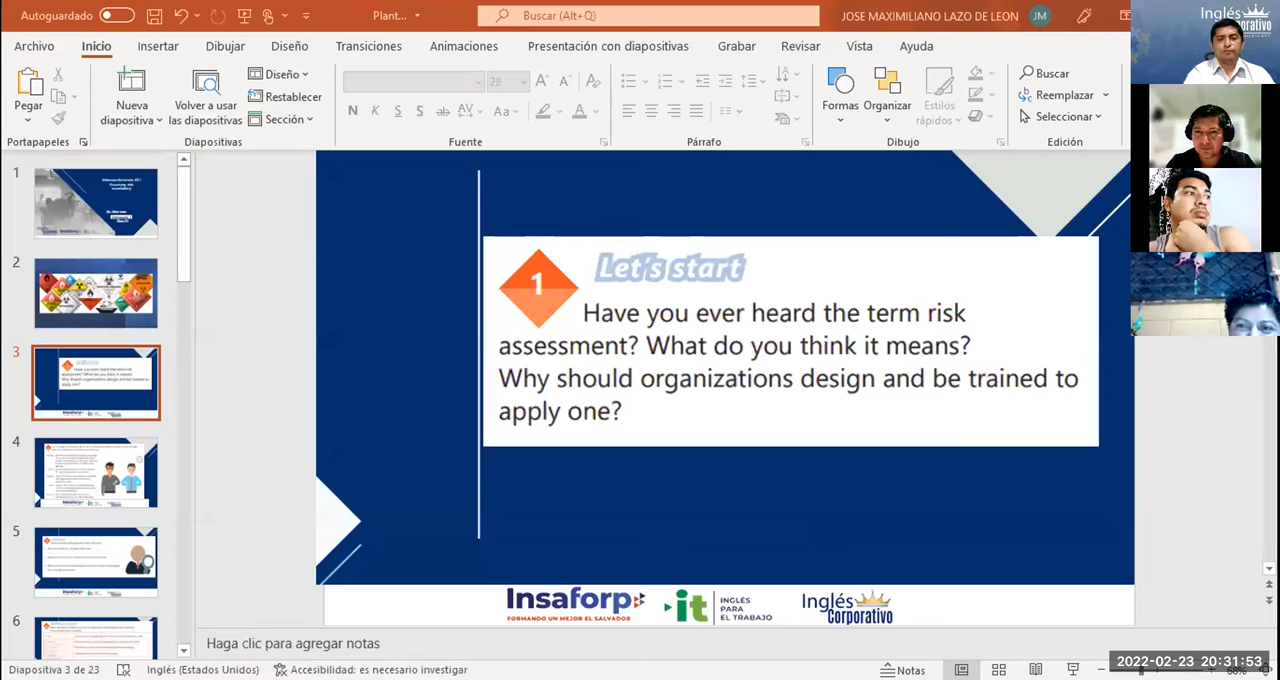 Autoguardado
Plant...
Buscar (Alt+Q)
JOSE MAXIMILIANO LAZO DE LEON
JM
Archivo
Inicio
Insertar
Dibujar
Diseño
Transiciones
Animaciones
Presentación con diapositivas
Grabar
Revisar
Vista
Ayuda
Pegar
Nueva
diapositiva
Volver a usar
las diapositivas
Diseño
Restablecer
Sección
28
N K S S ab AV Aa A
Formas
Organizar
Estilos
rápidos
Buscar
Reemplazar
Seleccionar
Portapapeles
Diapositivas
Fuente
Párrafo
Dibujo
Edición
Inglés
Corporativo
1
2
3
4
5
6
1
Let's start
Have you ever heard the term risk
assessment? What do you think it means?
Why should organizations design and be trained to
apply one?
Insaforp
FORMANDO UN MEJOR EL SALVADOR
it
INGLÉS
PARA
EL TRABAJO
Inglés
Corporativo
Haga clic para agregar notas
Diapositiva 3 de 23
Inglés (Estados Unidos)
Accesibilidad: es necesario investigar
Notas
2022-02-23 20:31:53
68%